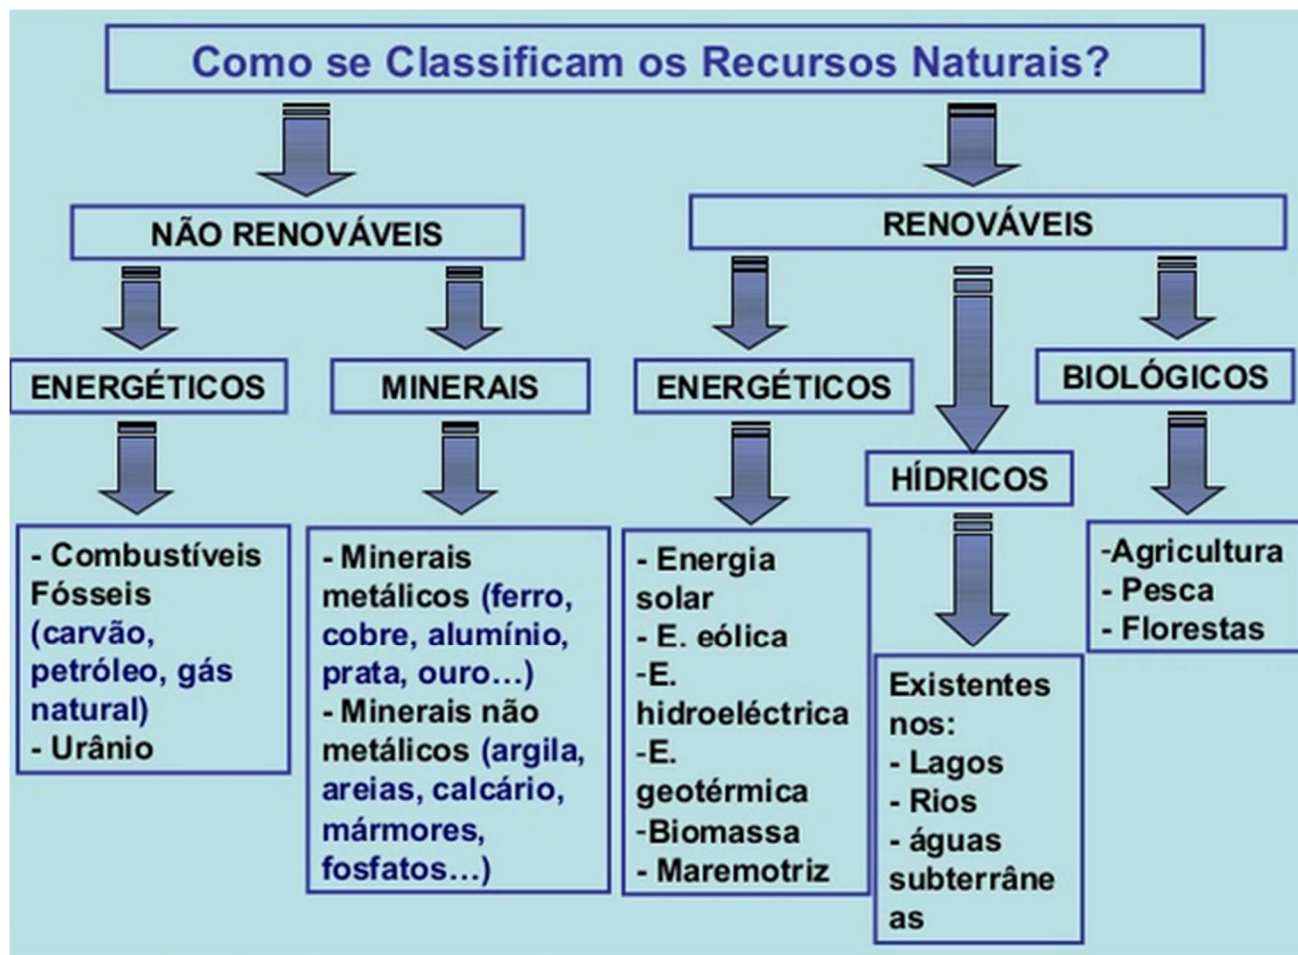 Como se Classificam os Recursos Naturais?
NÃO RENOVÁVEIS
RENOVÁVEIS
ENERGÉTICOS
MINERAIS
ENERGÉTICOS
HÍDRICOS
BIOLÓGICOS
- Combustíveis
Fósseis
(carvão,
petróleo, gás
natural)
- Urânio
- Minerais
metálicos (ferro,
cobre, alumínio,
prata, ouro...)
- Minerais não
metálicos (argila,
areias, calcário,
mármores,
fosfatos...)
- Energia
solar
- E. eólica
-E.
hidroeléctrica
-E.
geotérmica
-Biomassa
- Maremotriz
Existentes
nos:
- Lagos
- Rios
- águas
subterrâne
as
-Agricultura
- Pesca
- Florestas